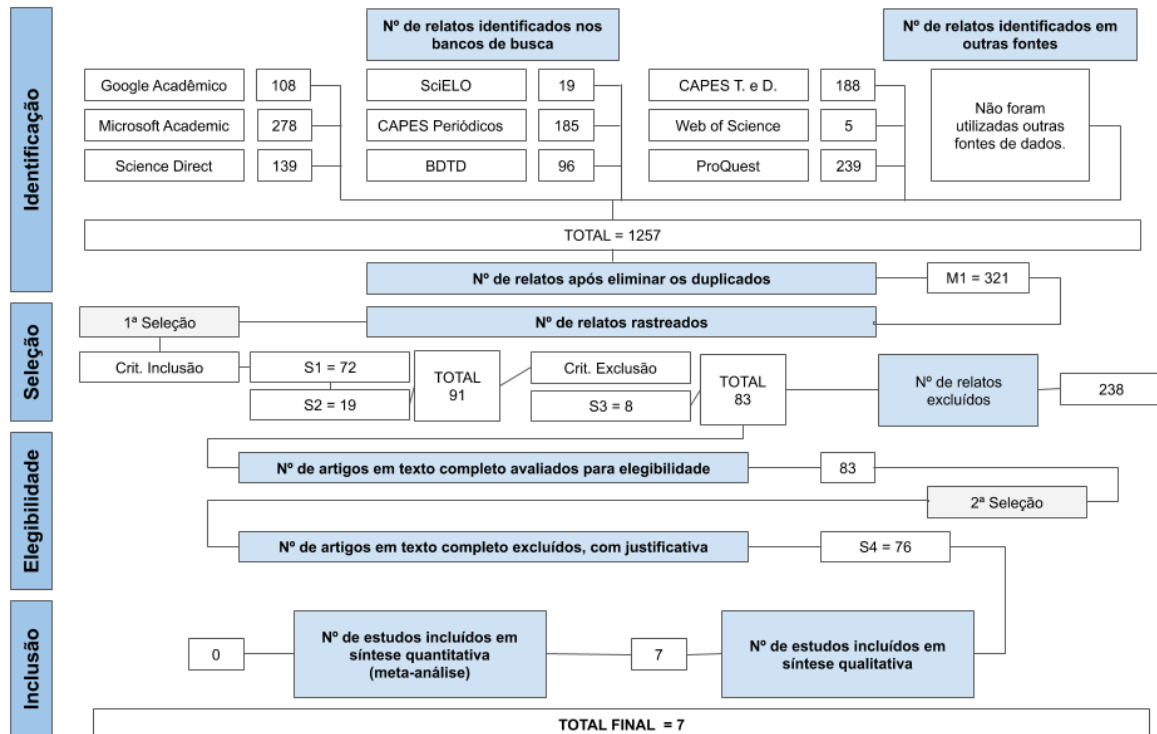 Identificação
Nº de relatos identificados nos
bancos de busca
Nº de relatos identificados em
outras fontes
Google Acadêmico
108
SciELO
19
CAPES T. e D.
188
Microsoft Academic
278
CAPES Periódicos
185
Web of Science
5
Science Direct
139
BDTD
96
ProQuest
239
Não foram
utilizadas outras
fontes de dados.
TOTAL = 1257
Nº de relatos após eliminar os duplicados
M1 = 321
Seleção
1ª Seleção
Nº de relatos rastreados
Crit. Inclusão
S1 = 72
S2 = 19
TOTAL
91
Crit. Exclusão
S3 = 8
TOTAL
83
Nº de relatos
excluídos
238
Elegibilidade
Nº de artigos em texto completo avaliados para elegibilidade
83
2ª Seleção
Nº de artigos em texto completo excluídos, com justificativa
S4 = 76
Inclusão
0
Nº de estudos incluídos em
síntese quantitativa
(meta-análise)
7
Nº de estudos incluídos em
síntese qualitativa
TOTAL FINAL = 7